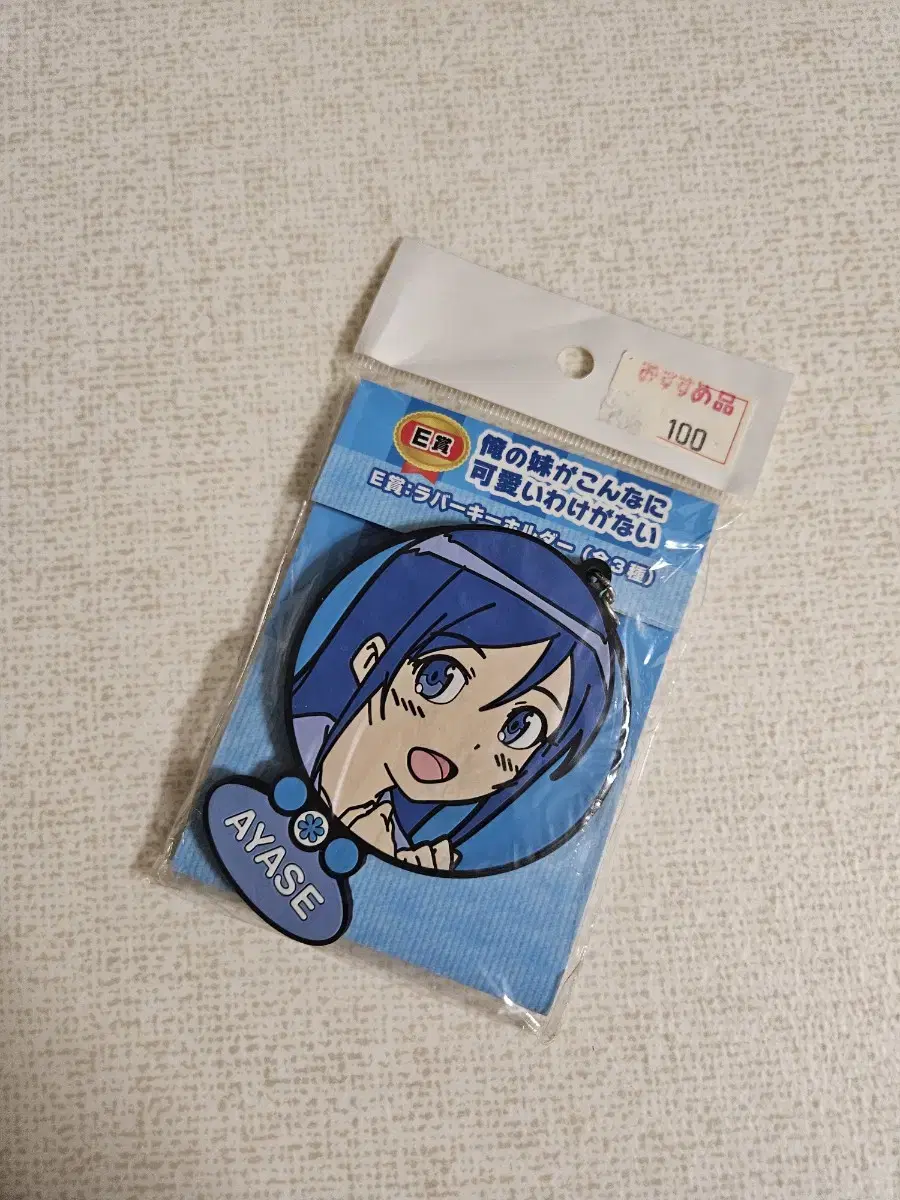 おすすめ品
100
E賞
俺の妹がこんなに
可愛いわけがない
E賞:ラバーキーホルダー(全3種)
AYASE